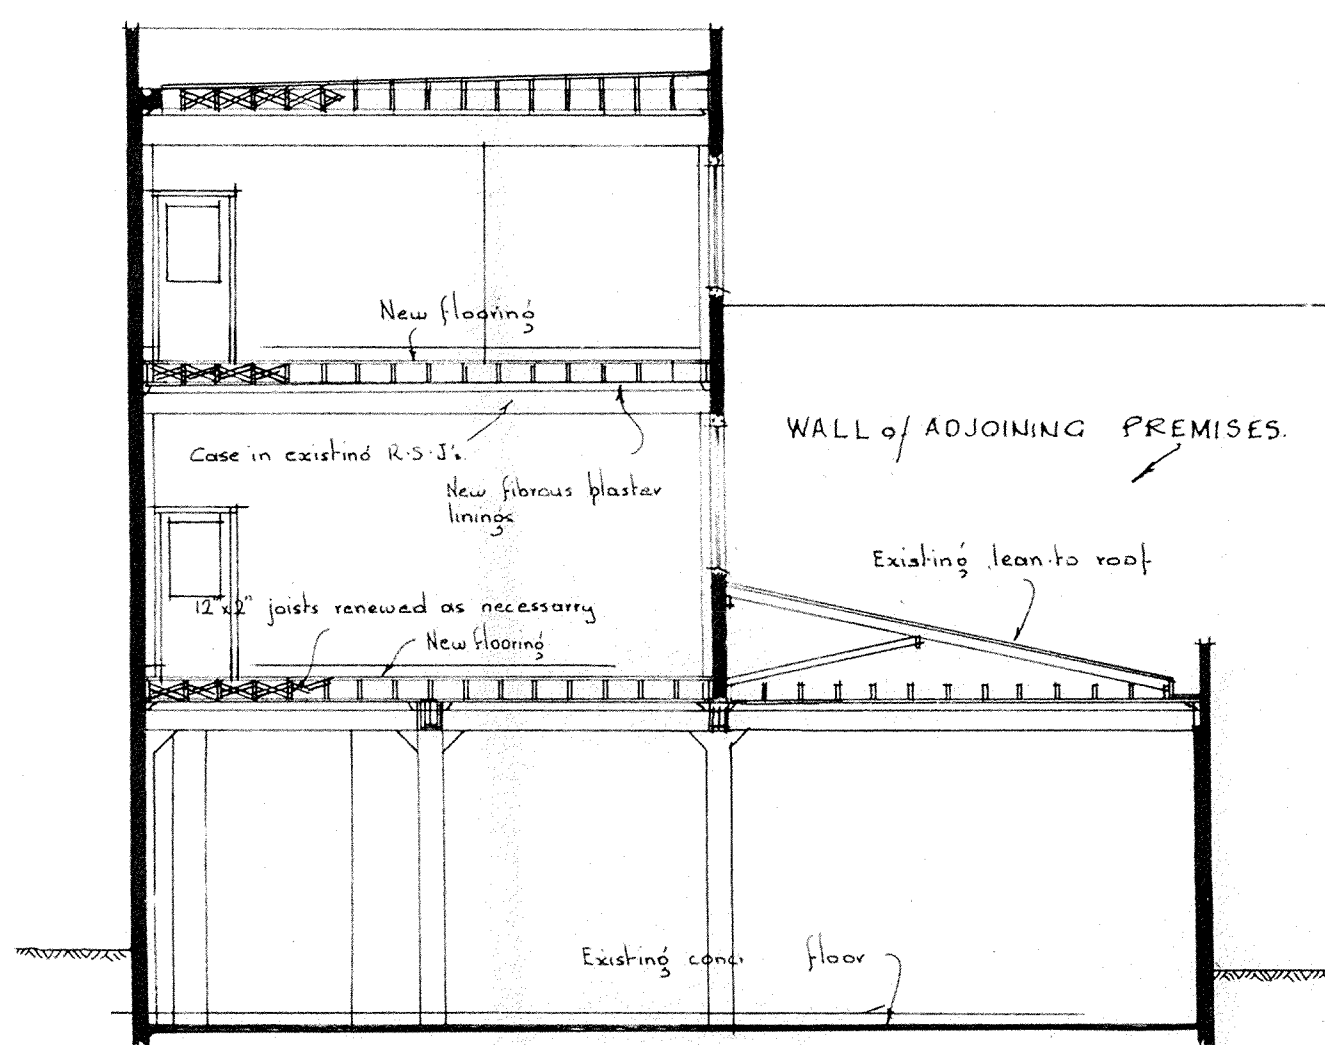 New flooring
WALL of ADJOINING PREMISES.
Case in existing R.S.J's.
New fibrous plaster
linings
Existing lean-to roof
12"x2" joists renewed as necessarry
New flooring
Existing conc. floor